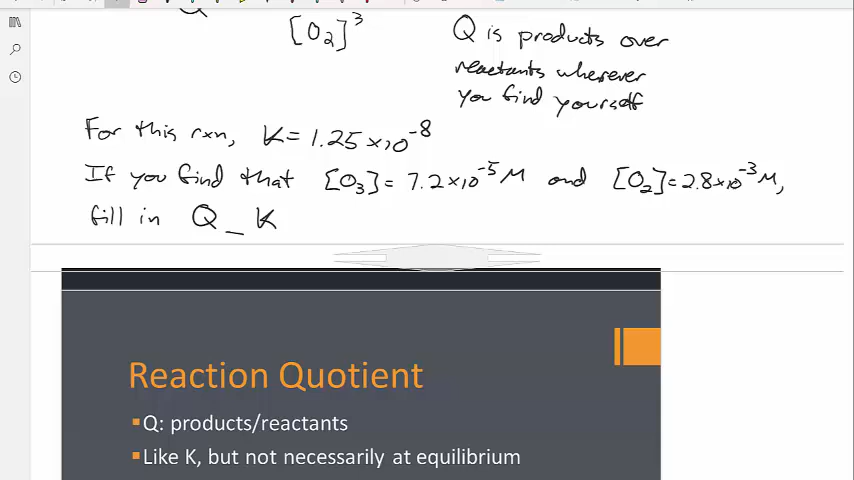 [O₂]³
Q is products over
reactants wherever
you find yourself
For this rxn, K = 1.25 x 10⁻⁸
If you find that [O₃] = 7.2 x 10⁻⁵ M and [O₂] = 2.8 x 10⁻³ M,
fill in Q _ K
Reaction Quotient
Q: products/reactants
Like K, but not necessarily at equilibrium